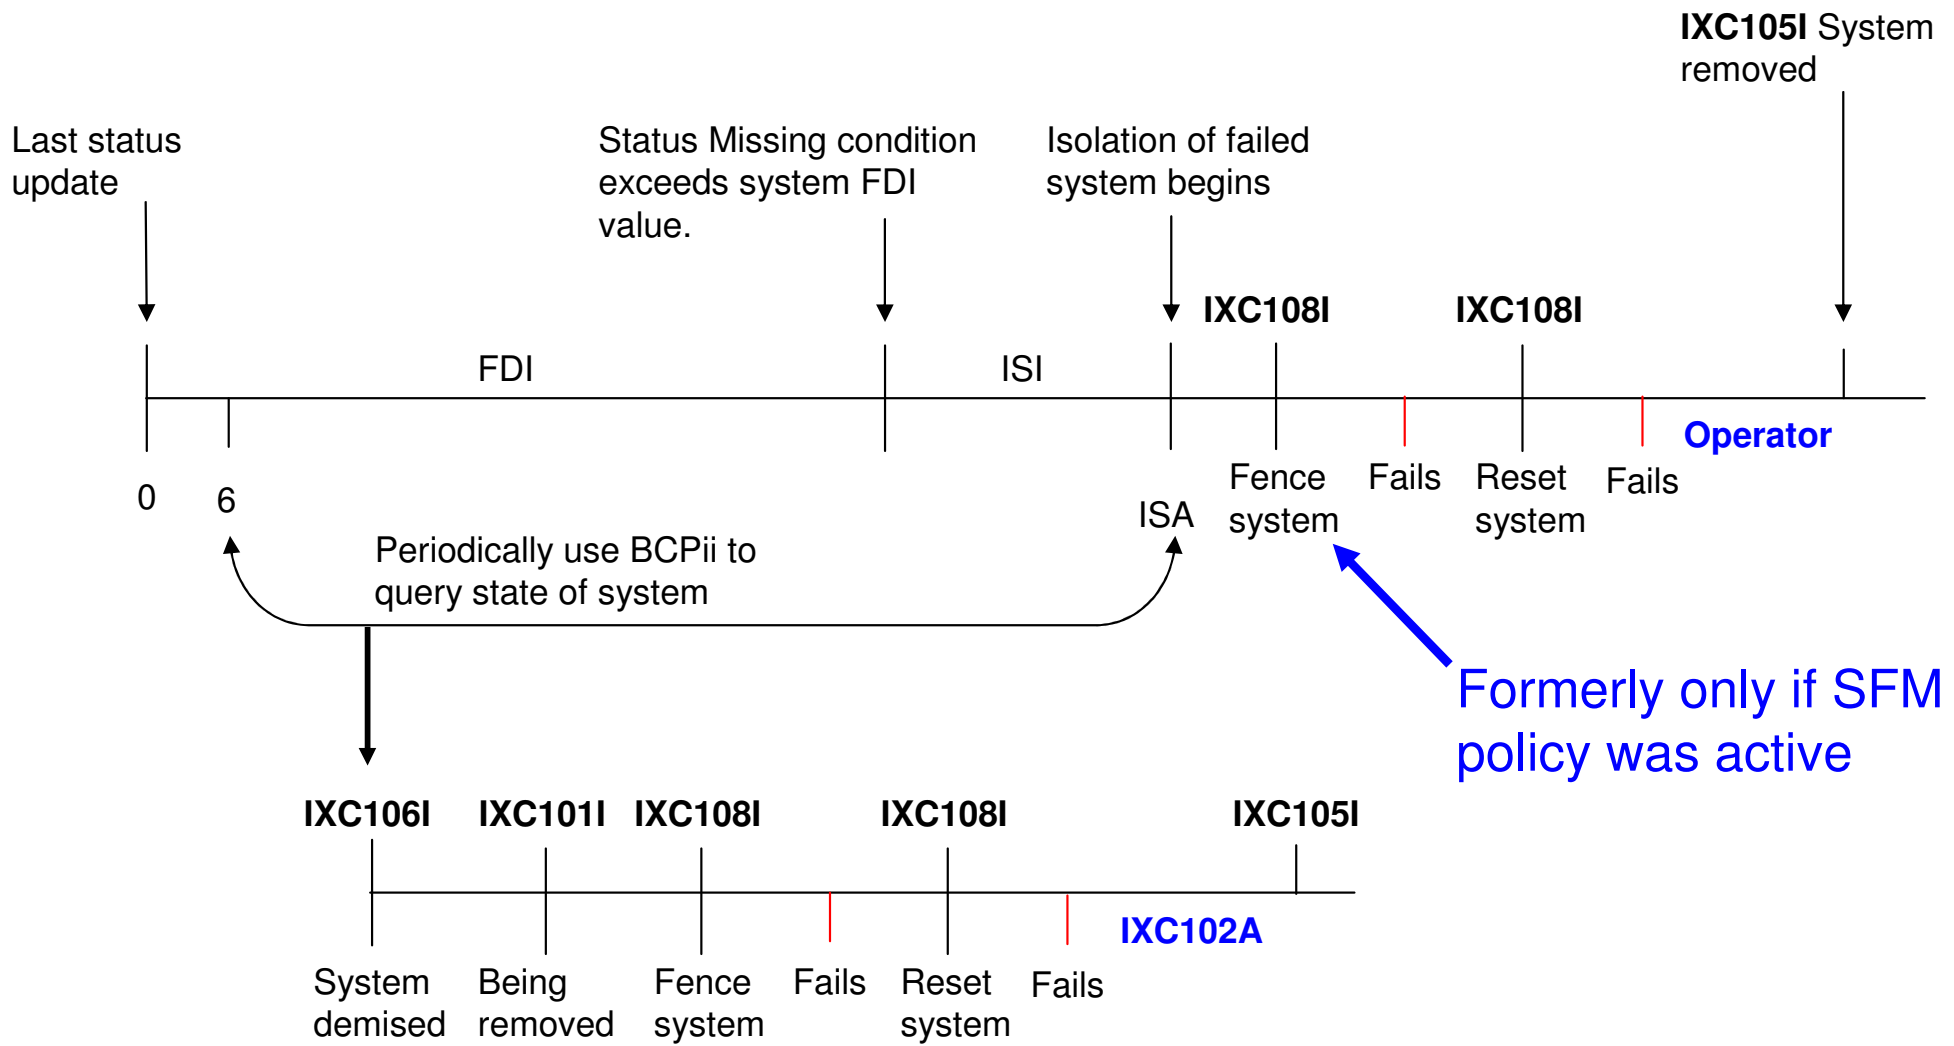 IXC105I System
removed
Last status
update
Status Missing condition
exceeds system FDI
value.
Isolation of failed
system begins
IXC108I
IXC108I
FDI
ISI
Operator
0
6
ISA
Fence
system
Fails
Reset
system
Fails
Periodically use BCPii to
query state of system
Formerly only if SFM
policy was active
IXC106I
IXC101I
IXC108I
IXC108I
IXC105I
IXC102A
System
demised
Being
removed
Fence
system
Fails
Reset
system
Fails